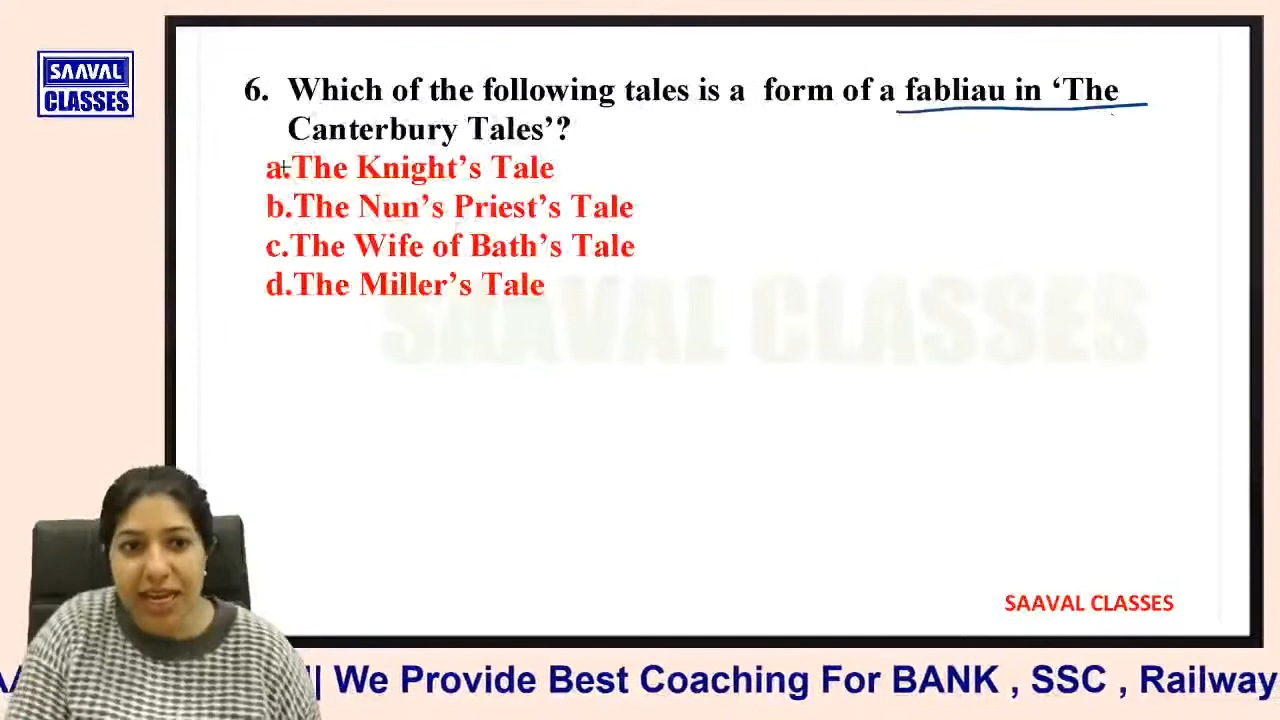 SAAVAL
CLASSES
6. Which of the following tales is a form of a fabliau in ‘The
Canterbury Tales’?
a.The Knight’s Tale
b.The Nun’s Priest’s Tale
c.The Wife of Bath’s Tale
d.The Miller’s Tale
SAAVAL CLASSES
SAAVAL CLASSES
|| We Provide Best Coaching For BANK , SSC , Railway